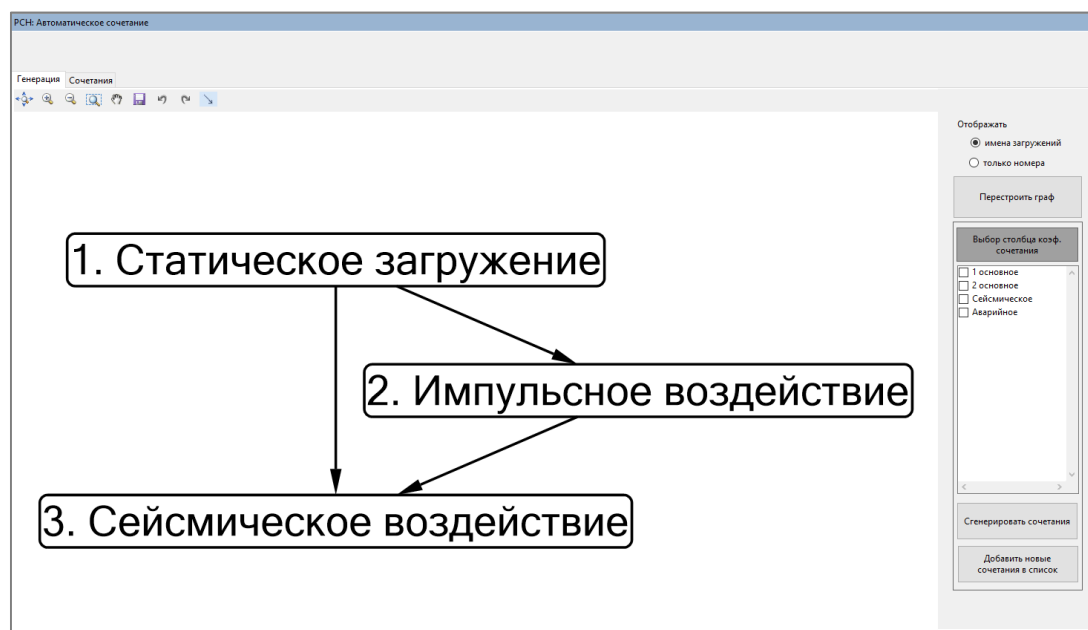 РСН: Автоматическое сочетание
Генерация Сочетания
Отображать
имена загружений
только номера
Перестроить граф
Выбор столбца коэф.
сочетания
1 основное
2 основное
Сейсмическое
Аварийное
Сгенерировать сочетания
Добавить новые
сочетания в список
1. Статическое загружение
2. Импульсное воздействие
3. Сейсмическое воздействие